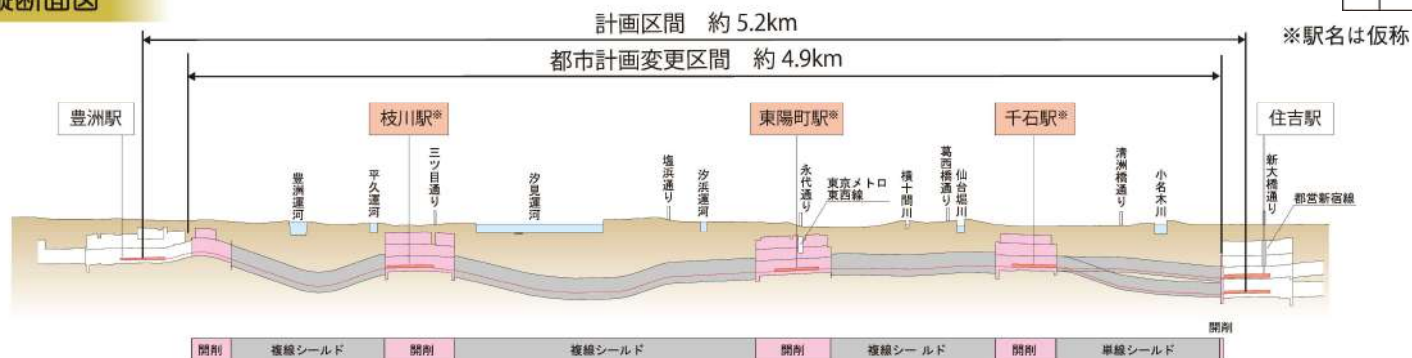 縦断面図
計画区間　約 5.2km
※駅名は仮称
都市計画変更区間　約 4.9km
豊洲駅
枝川駅※
東陽町駅※
千石駅※
住吉駅
豊洲運河
平久運河
三ツ目通り
汐見運河
塩浜通り
汐浜運河
永代通り
東京メトロ
東西線
横十間川
葛西橋通り
仙台堀川
清洲橋通り
小名木川
新大橋通り
都営新宿線
開削
開削
複線シールド
開削
複線シールド
開削
複線シールド
開削
単線シールド